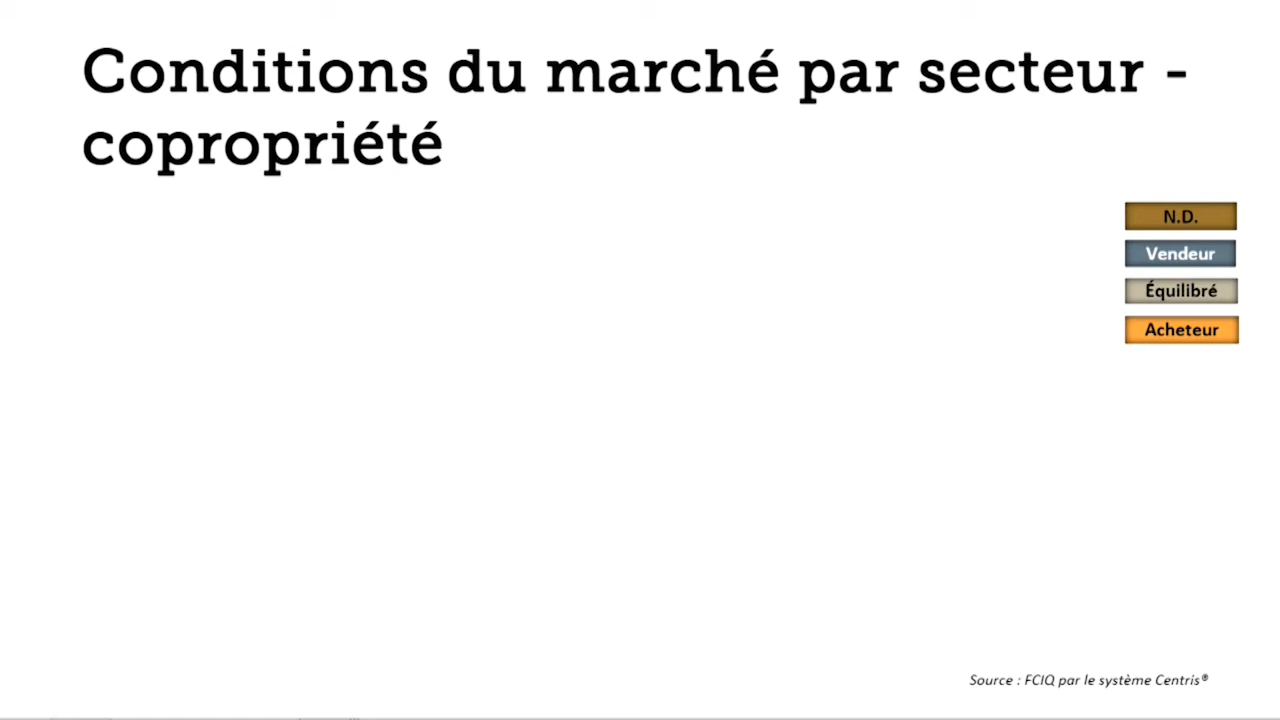 Conditions du marché par secteur -
copropriété
N.D.
Vendeur
Équilibré
Acheteur
Source : FCIQ par le système Centris®